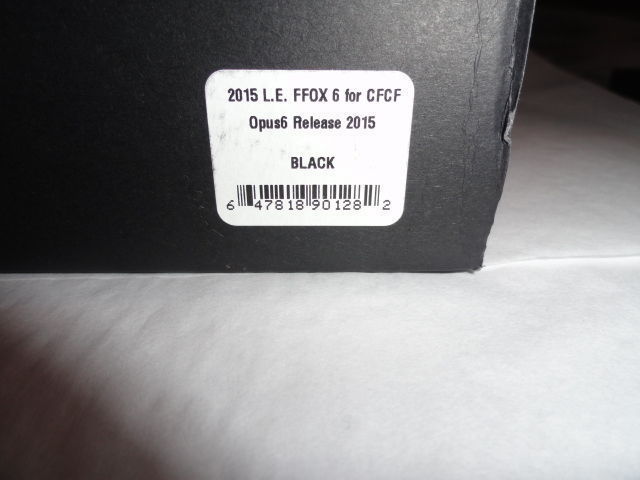 2015 L.E. FFOX 6 for CFCF
Opus6 Release 2015
BLACK
6 47818 90128 2